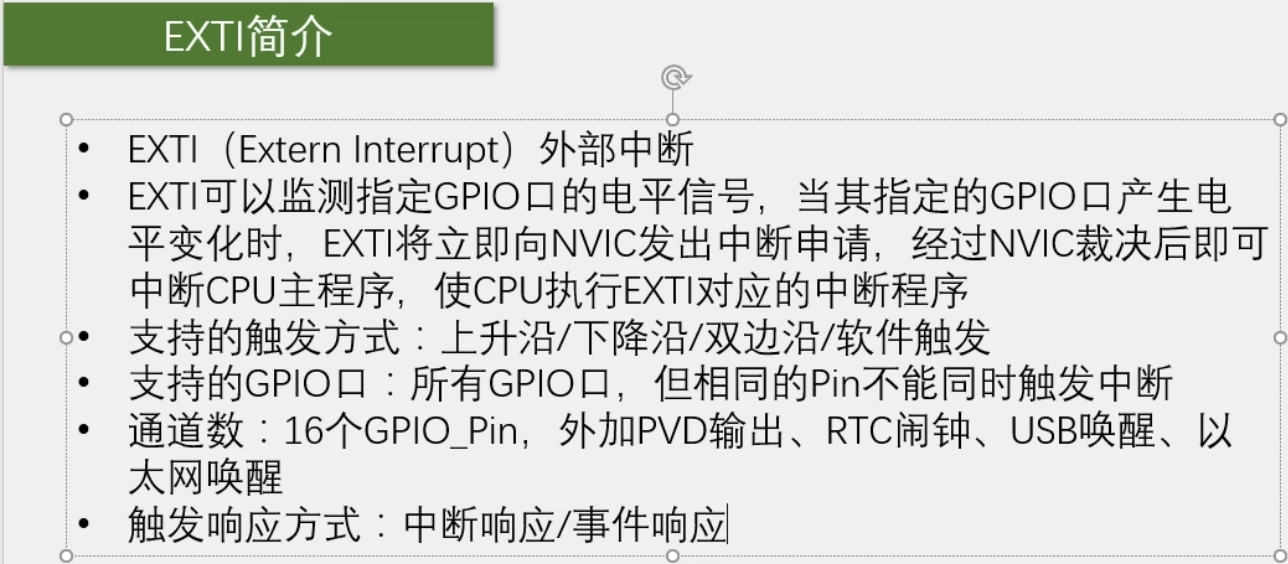 EXTI简介
• EXTI（Extern Interrupt）外部中断
• EXTI可以监测指定GPIO口的电平信号，当其指定的GPIO口产生电
平变化时，EXTI将立即向NVIC发出中断申请，经过NVIC裁决后即可
中断CPU主程序，使CPU执行EXTI对应的中断程序
• 支持的触发方式：上升沿/下降沿/双边沿/软件触发
• 支持的GPIO口：所有GPIO口，但相同的Pin不能同时触发中断
• 通道数：16个GPIO_Pin，外加PVD输出、RTC闹钟、USB唤醒、以
太网唤醒
• 触发响应方式：中断响应/事件响应